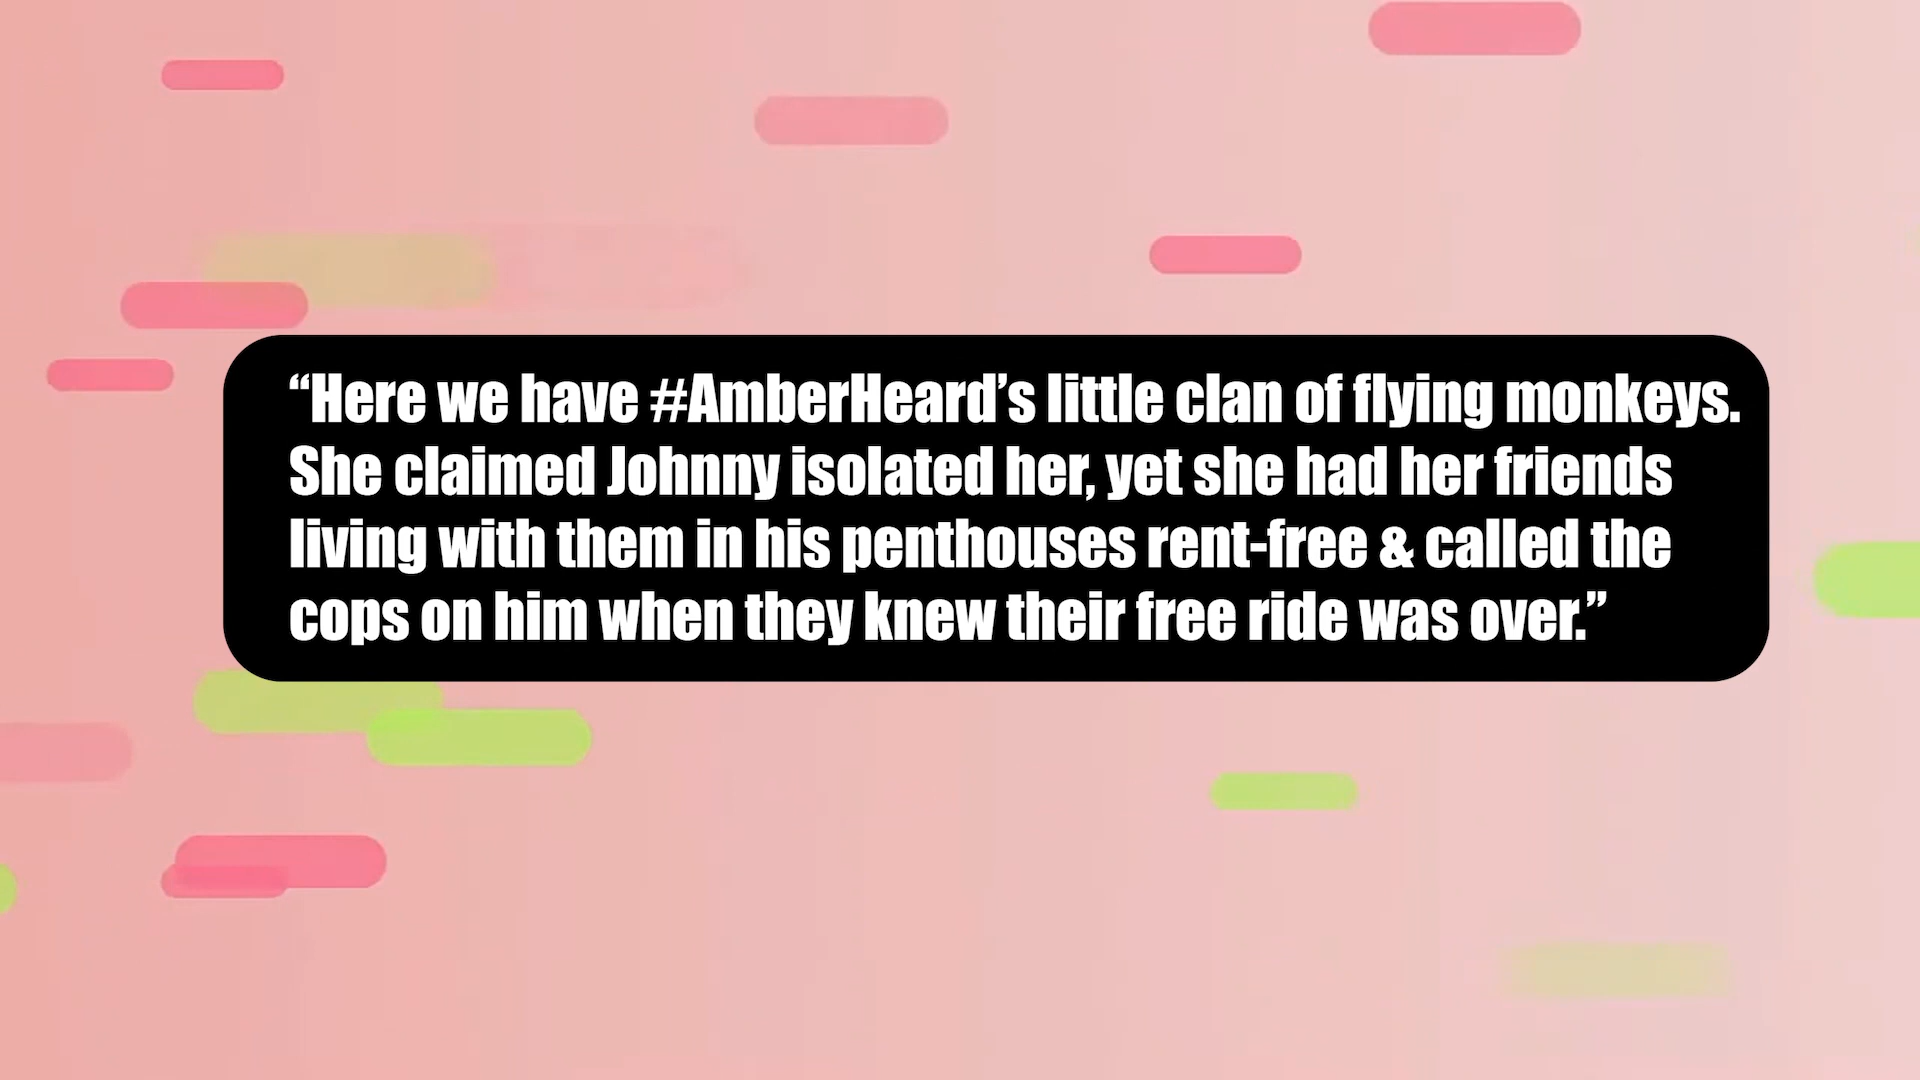 “Here we have #AmberHeard’s little clan of flying monkeys.
She claimed Johnny isolated her, yet she had her friends
living with them in his penthouses rent-free & called the
cops on him when they knew their free ride was over.”